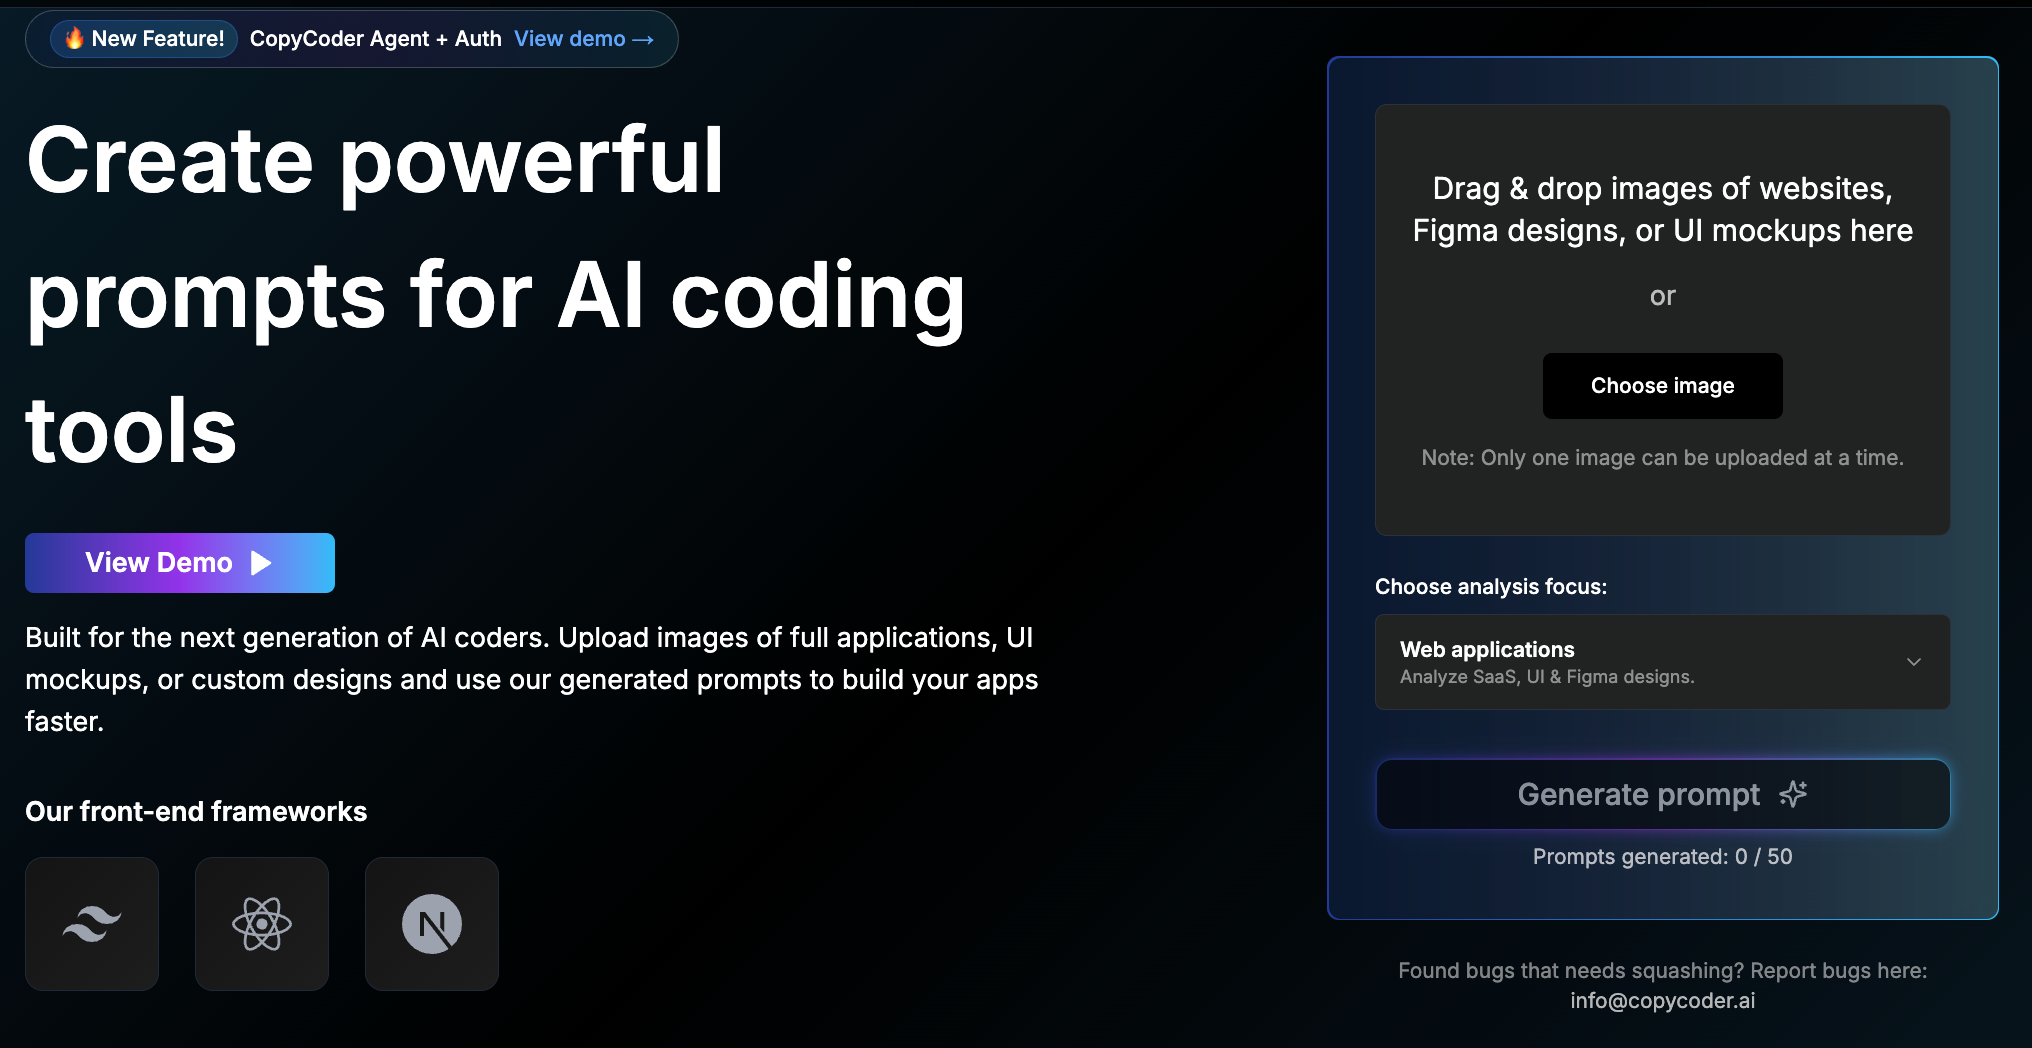 🔥 New Feature! CopyCoder Agent + Auth View demo →
Create powerful
prompts for AI coding
tools
View Demo
Built for the next generation of AI coders. Upload images of full applications, UI
mockups, or custom designs and use our generated prompts to build your apps
faster.
Our front-end frameworks
N
Drag & drop images of websites,
Figma designs, or UI mockups here
or
Choose image
Note: Only one image can be uploaded at a time.
Choose analysis focus:
Web applications
Analyze SaaS, UI & Figma designs.
Generate prompt
Prompts generated: 0 / 50
Found bugs that needs squashing? Report bugs here:
info@copycoder.ai